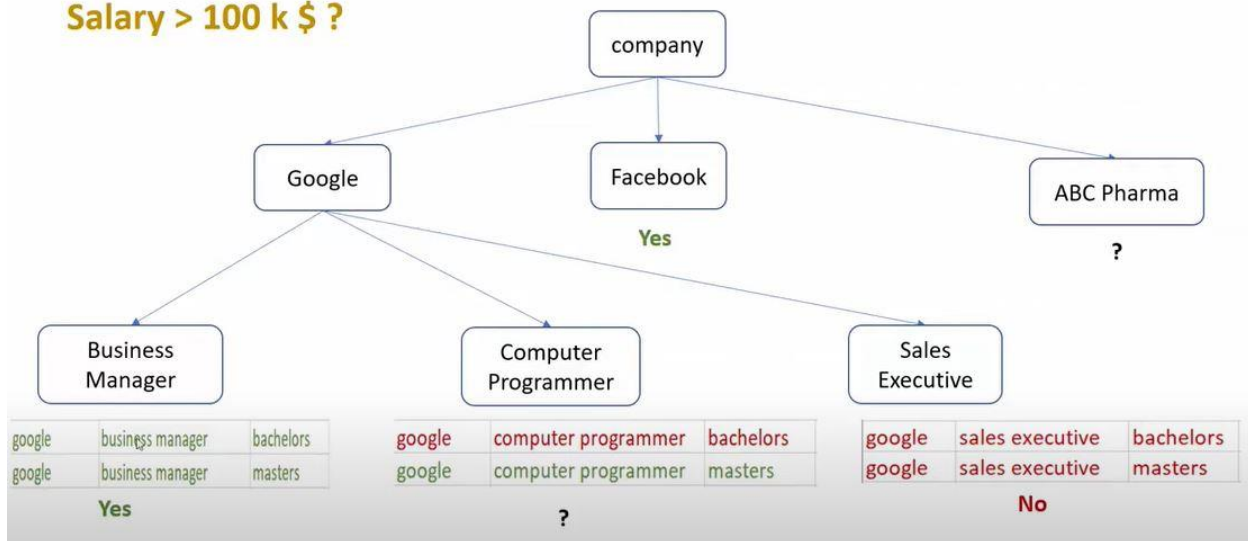 Salary > 100 k $ ?
company
Google
Facebook
ABC Pharma
Yes
?
Business
Manager
Computer
Programmer
Sales
Executive
google business manager bachelors
google business manager masters
Yes
google computer programmer bachelors
google computer programmer masters
?
google sales executive bachelors
google sales executive masters
No